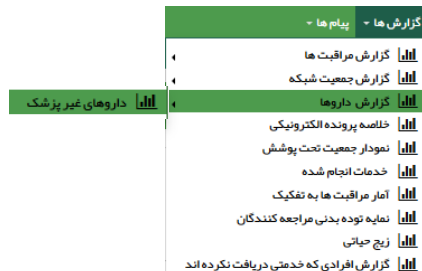 گزارش ها پیام ها
گزارش مراقبت ها
گزارش جمعیت شبکه
گزارش داروها
داروهای غیر پزشک
خلاصه پرونده الکترونیکی
نمودار جمعیت تحت پوشش
خدمات انجام شده
آمار مراقبت ها به تفکیک
نمایه توده بدنی مراجعه کنندگان
زیج حیاتی
گزارش افرادی که خدمتی دریافت نکرده اند